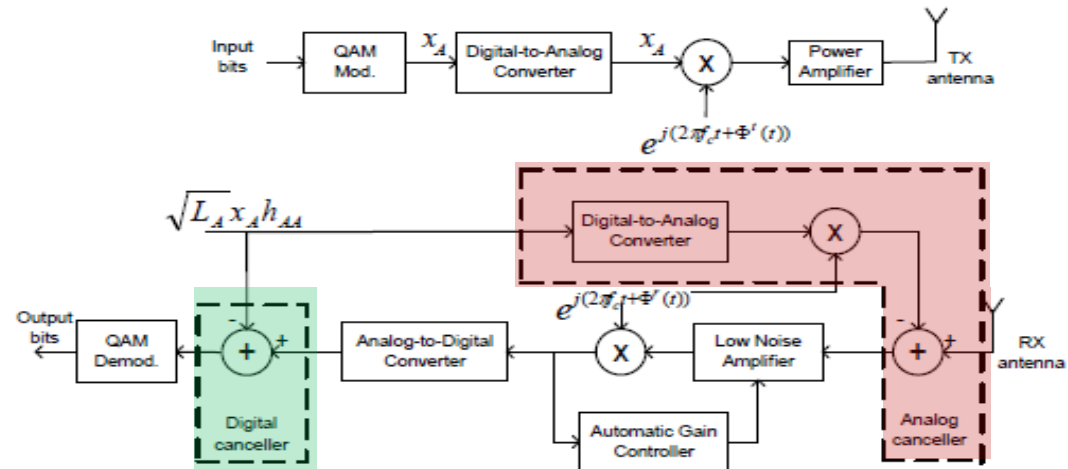 Input
bits
QAM
Mod.
x_A
Digital-to-Analog
Converter
x_A
X
Power
Amplifier
TX
antenna
e^{j(2πf_c t+Φ^t(t))}
√L_A x_A h_AA
Digital-to-Analog
Converter
X
e^{j(2πf_c t+Φ^r(t))}
Output
bits
QAM
Demod.
-
+
+
Analog-to-Digital
Converter
X
Low Noise
Amplifier
-
+
+
RX
antenna
Digital
canceller
Automatic Gain
Controller
Analog
canceller